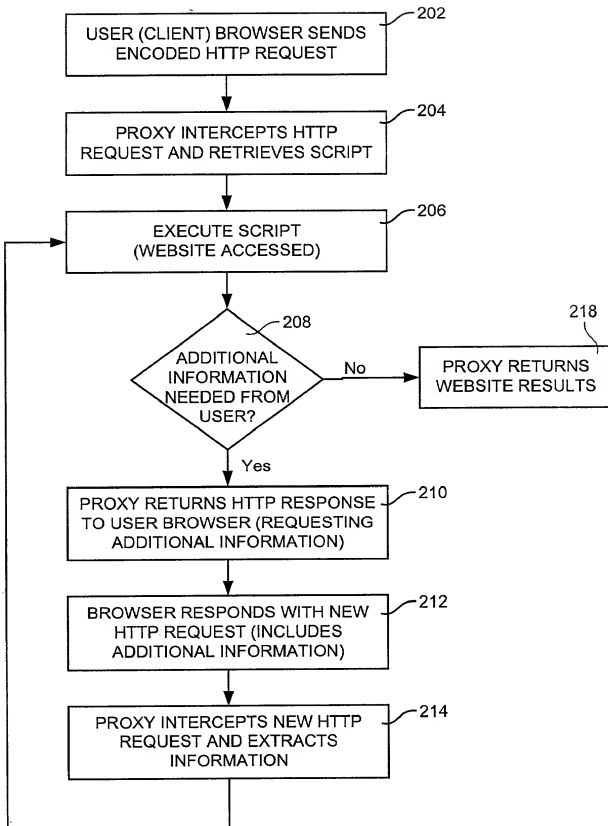 202
USER (CLIENT) BROWSER SENDS
ENCODED HTTP REQUEST
204
PROXY INTERCEPTS HTTP
REQUEST AND RETRIEVES SCRIPT
206
EXECUTE SCRIPT
(WEBSITE ACCESSED)
208
ADDITIONAL
INFORMATION
NEEDED FROM
USER?
No
218
PROXY RETURNS
WEBSITE RESULTS
Yes
210
PROXY RETURNS HTTP RESPONSE
TO USER BROWSER (REQUESTING
ADDITIONAL INFORMATION)
212
BROWSER RESPONDS WITH NEW
HTTP REQUEST (INCLUDES
ADDITIONAL INFORMATION)
214
PROXY INTERCEPTS NEW HTTP
REQUEST AND EXTRACTS
INFORMATION